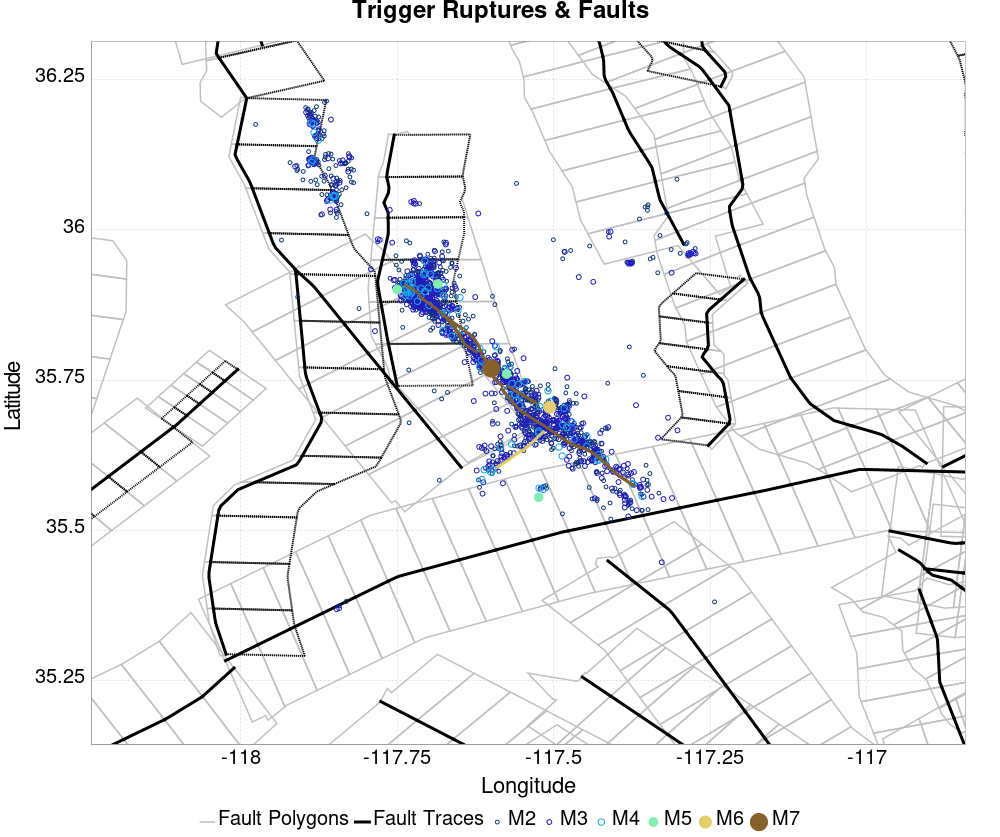 Trigger Ruptures & Faults
36.25
36
35.75
35.5
35.25
Latitude
-118
-117.75
-117.5
-117.25
-117
Longitude
Fault Polygons Fault Traces M2 M3 M4 M5 M6 M7